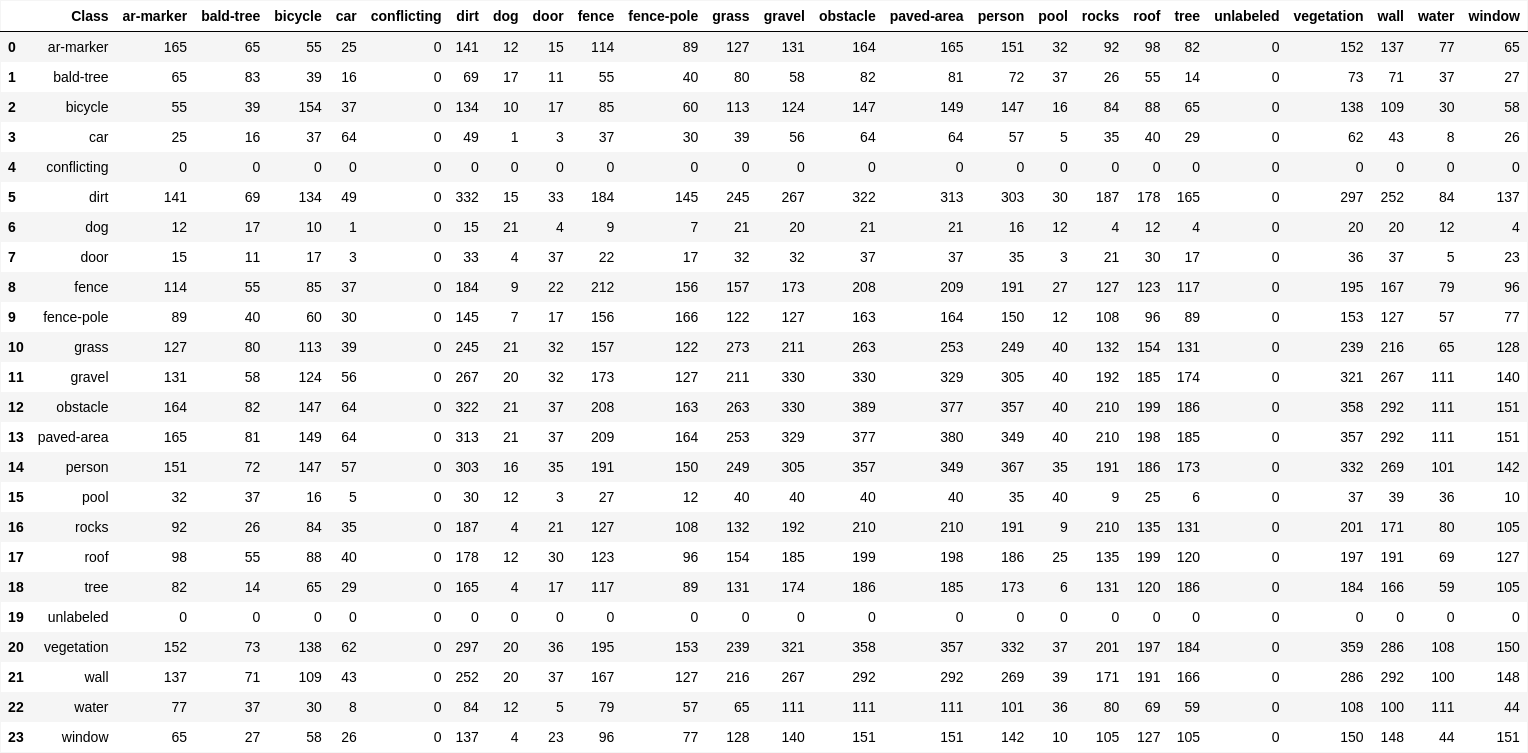 Class ar-marker bald-tree bicycle car conflicting dirt dog door fence fence-pole grass gravel obstacle paved-area person pool rocks roof tree unlabeled vegetation wall water window
0 ar-marker 165 65 55 25 0 141 12 15 114 89 127 131 164 165 151 32 92 98 82 0 152 137 77 65
1 bald-tree 65 83 39 16 0 69 17 11 55 40 80 58 82 81 72 37 26 55 14 0 73 71 37 27
2 bicycle 55 39 154 37 0 134 10 17 85 60 113 124 147 149 147 16 84 88 65 0 138 109 30 58
3 car 25 16 37 64 0 49 1 3 37 30 39 56 64 64 57 5 35 40 29 0 62 43 8 26
4 conflicting 0 0 0 0 0 0 0 0 0 0 0 0 0 0 0 0 0 0 0 0 0 0 0 0
5 dirt 141 69 134 49 0 332 15 33 184 145 245 267 322 313 303 30 187 178 165 0 297 252 84 137
6 dog 12 17 10 1 0 15 21 4 9 7 21 20 21 21 16 12 4 12 4 0 20 20 12 4
7 door 15 11 17 3 0 33 4 37 22 17 32 32 37 37 35 3 21 30 17 0 36 37 5 23
8 fence 114 55 85 37 0 184 9 22 212 156 157 173 208 209 191 27 127 123 117 0 195 167 79 96
9 fence-pole 89 40 60 30 0 145 7 17 156 166 122 127 163 164 150 12 108 96 89 0 153 127 57 77
10 grass 127 80 113 39 0 245 21 32 157 122 273 211 263 253 249 40 132 154 131 0 239 216 65 128
11 gravel 131 58 124 56 0 267 20 32 173 127 211 330 330 329 305 40 192 185 174 0 321 267 111 140
12 obstacle 164 82 147 64 0 322 21 37 208 163 263 330 389 377 357 40 210 199 186 0 358 292 111 151
13 paved-area 165 81 149 64 0 313 21 37 209 164 253 329 377 380 349 40 210 198 185 0 357 292 111 151
14 person 151 72 147 57 0 303 16 35 191 150 249 305 357 349 367 35 191 186 173 0 332 269 101 142
15 pool 32 37 16 5 0 30 12 3 27 12 40 40 40 40 35 40 9 25 6 0 37 39 36 10
16 rocks 92 26 84 35 0 187 4 21 127 108 132 192 210 210 191 9 210 135 131 0 201 171 80 105
17 roof 98 55 88 40 0 178 12 30 123 96 154 185 199 198 186 25 135 199 120 0 197 191 69 127
18 tree 82 14 65 29 0 165 4 17 117 89 131 174 186 185 173 6 131 120 186 0 184 166 59 105
19 unlabeled 0 0 0 0 0 0 0 0 0 0 0 0 0 0 0 0 0 0 0 0 0 0 0 0
20 vegetation 152 73 138 62 0 297 20 36 195 153 239 321 358 357 332 37 201 197 184 0 359 286 108 150
21 wall 137 71 109 43 0 252 20 37 167 127 216 267 292 292 269 39 171 191 166 0 286 292 100 148
22 water 77 37 30 8 0 84 12 5 79 57 65 111 111 111 101 36 80 69 59 0 108 100 111 44
23 window 65 27 58 26 0 137 4 23 96 77 128 140 151 151 142 10 105 127 105 0 150 148 44 151